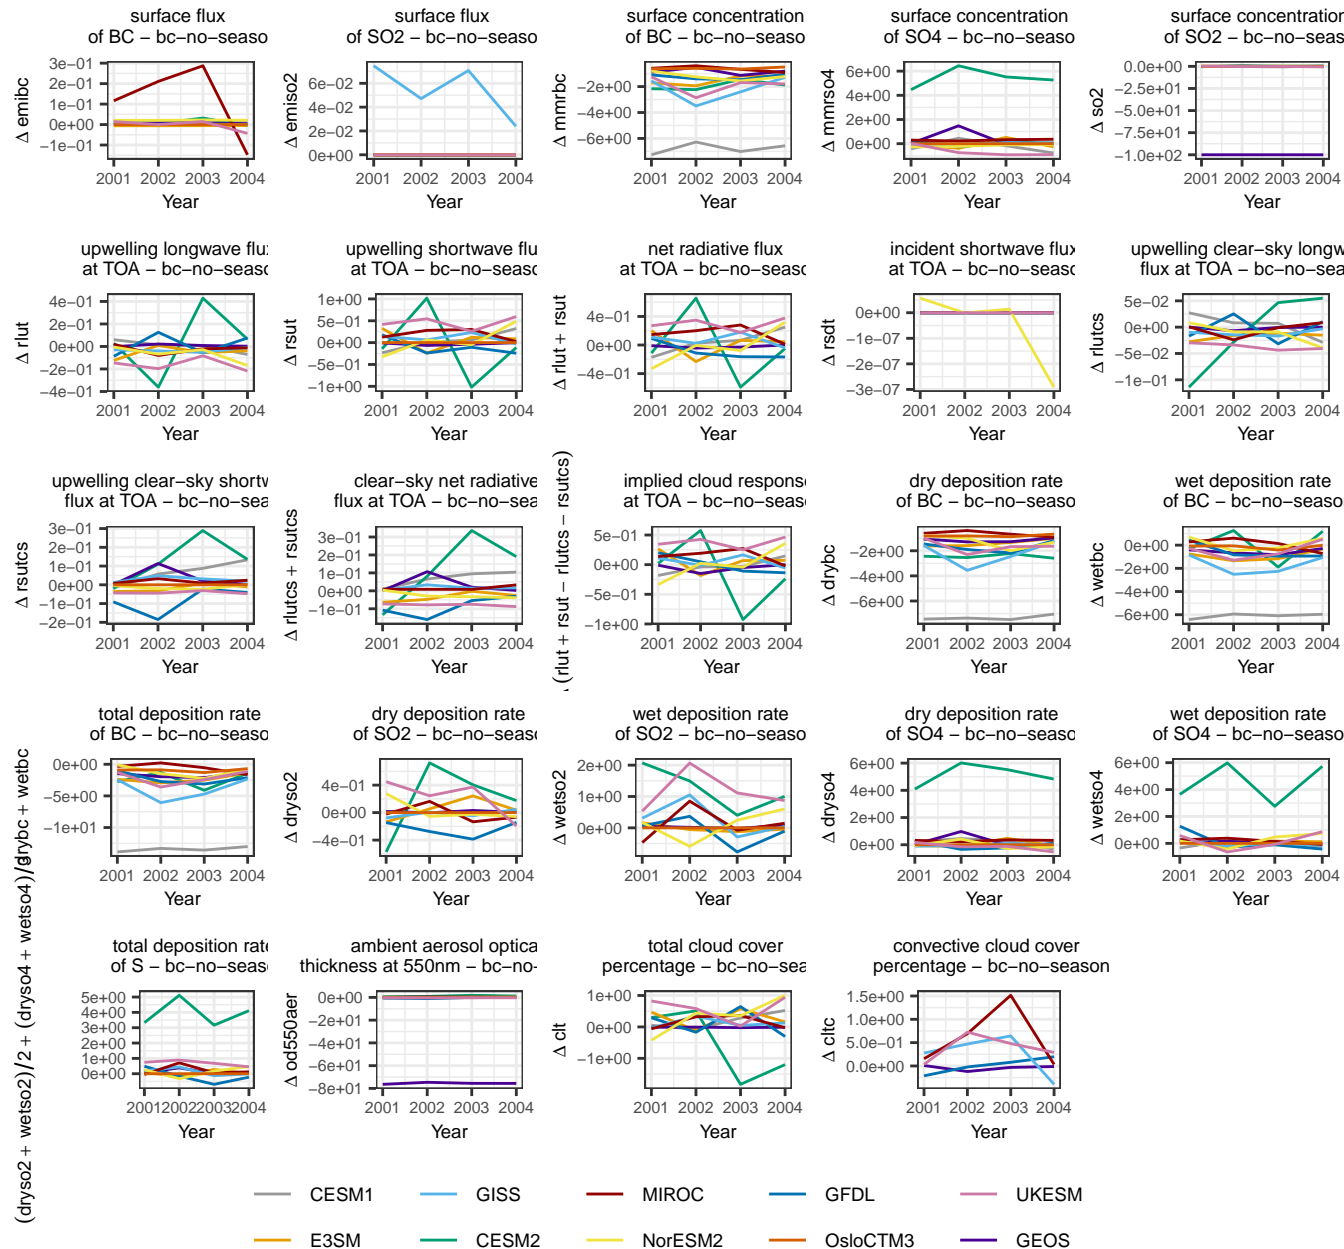 surface flux
of BC − bc−no−seaso
Δ emibc
3e−01
2e−01
1e−01
0e+00
−1e−01
2001 2002 2003 2004
Year
surface flux
of SO2 − bc−no−seaso
Δ emiso2
6e−02
4e−02
2e−02
0e+00
2001 2002 2003 2004
Year
surface concentration
of BC − bc−no−seaso
Δ mmrbc
−2e+00
−4e+00
−6e+00
2001 2002 2003 2004
Year
surface concentration
of SO4 − bc−no−seaso
Δ mmrso4
6e+00
4e+00
2e+00
0e+00
2001 2002 2003 2004
Year
surface concentration
of SO2 − bc−no−seaso
Δ so2
0.0e+00
−2.5e+01
−5.0e+01
−7.5e+01
−1.0e+02
2001 2002 2003 2004
Year
upwelling longwave flu
at TOA − bc−no−seaso
Δ rlut
4e−01
2e−01
0e+00
−2e−01
−4e−01
2001 2002 2003 2004
Year
upwelling shortwave flu
at TOA − bc−no−seaso
Δ rsut
1e+00
5e−01
0e+00
−5e−01
−1e+00
2001 2002 2003 2004
Year
net radiative flux
at TOA − bc−no−seaso
Δ rlut + rsut
4e−01
0e+00
−4e−01
2001 2002 2003 2004
Year
incident shortwave flux
at TOA − bc−no−seaso
Δ rsdt
0e+00
−1e−07
−2e−07
−3e−07
2001 2002 2003 2004
Year
upwelling clear−sky longw
flux at TOA − bc−no−seaso
Δ rlutcs
5e−02
0e+00
−5e−02
−1e−01
2001 2002 2003 2004
Year
upwelling clear−sky shortw
flux at TOA − bc−no−sea
Δ rsutcs
3e−01
2e−01
1e−01
0e+00
−1e−01
−2e−01
2001 2002 2003 2004
Year
clear−sky net radiative
flux at TOA − bc−no−sea
Δ rlutcs + rsutcs
3e−01
2e−01
1e−01
0e+00
−1e−01
2001 2002 2003 2004
Year
implied cloud response
at TOA − bc−no−seaso
(rlut + rsut − rlutcs − rsutcs)
5e−01
0e+00
−5e−01
−1e+00
2001 2002 2003 2004
Year
dry deposition rate
of BC − bc−no−seaso
Δ drybc
−2e+00
−4e+00
−6e+00
2001 2002 2003 2004
Year
wet deposition rate
of BC − bc−no−seaso
Δ wetbc
0e+00
−2e+00
−4e+00
−6e+00
2001 2002 2003 2004
Year
total deposition rate
of BC − bc−no−seaso
drybc + wetbc
0e+00
−5e+00
−1e+01
2001 2002 2003 2004
Year
dry deposition rate
of SO2 − bc−no−seaso
Δ dryso2
4e−01
0e+00
−4e−01
2001 2002 2003 2004
Year
wet deposition rate
of SO2 − bc−no−seaso
Δ wetso2
2e+00
1e+00
0e+00
2001 2002 2003 2004
Year
dry deposition rate
of SO4 − bc−no−seaso
Δ dryso4
6e+00
4e+00
2e+00
0e+00
2001 2002 2003 2004
Year
wet deposition rate
of SO4 − bc−no−seaso
Δ wetso4
6e+00
4e+00
2e+00
0e+00
2001 2002 2003 2004
Year
total deposition rate
of S − bc−no−seaso
(dryso2 + wetso2)/2 + (dryso4 + wetso4)/3
5e+00
4e+00
3e+00
2e+00
1e+00
0e+00
2001 2002 2003 2004
Year
ambient aerosol optica
thickness at 550nm − bc−no−
Δ od550aer
0e+00
−2e+01
−4e+01
−6e+01
−8e+01
2001 2002 2003 2004
Year
total cloud cover
percentage − bc−no−sea
Δ clt
1e+00
0e+00
−1e+00
2001 2002 2003 2004
Year
convective cloud cover
percentage − bc−no−season
Δ cltc
1.5e+00
1.0e+00
5.0e−01
0.0e+00
2001 2002 2003 2004
Year
CESM1 GISS MIROC GFDL UKESM
E3SM CESM2 NorESM2 OsloCTM3 GEOS